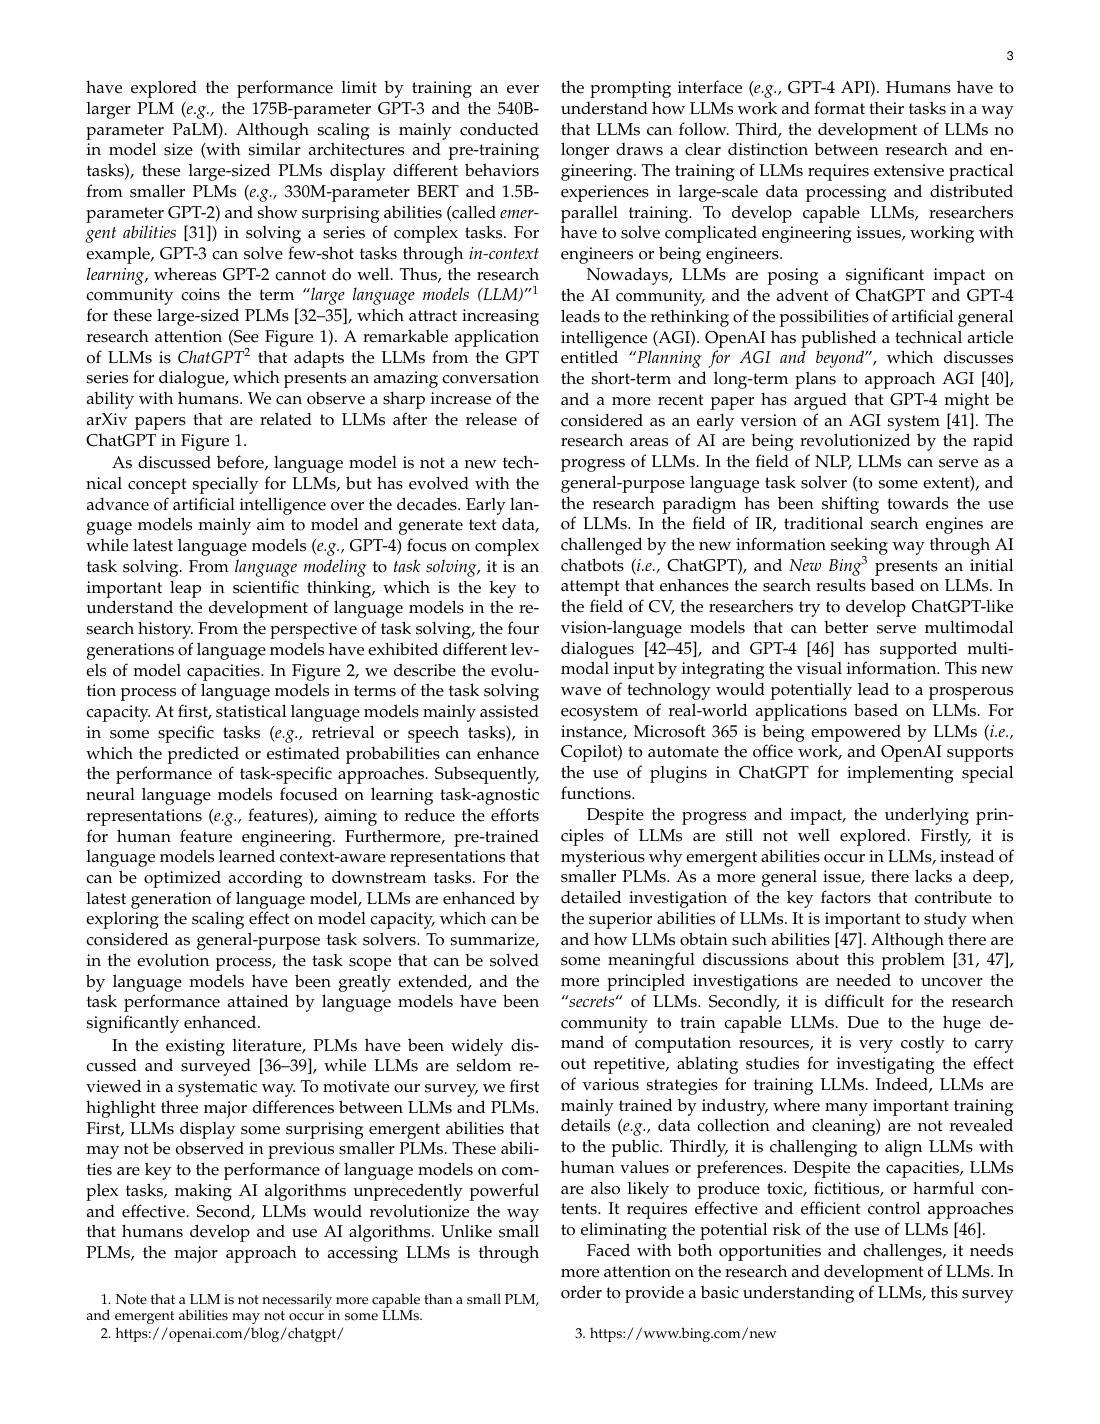 3
have explored the performance limit by training an ever
larger PLM (e.g., the 175B-parameter GPT-3 and the 540B-
parameter PaLM). Although scaling is mainly conducted
in model size (with similar architectures and pre-training
tasks), these large-sized PLMs display different behaviors
from smaller PLMs (e.g., 330M-parameter BERT and 1.5B-
parameter GPT-2) and show surprising abilities (called emer-
gent abilities [31]) in solving a series of complex tasks. For
example, GPT-3 can solve few-shot tasks through in-context
learning, whereas GPT-2 cannot do well. Thus, the research
community coins the term “large language models (LLM)”1
for these large-sized PLMs [32–35], which attract increasing
research attention (See Figure 1). A remarkable application
of LLMs is ChatGPT2 that adapts the LLMs from the GPT
series for dialogue, which presents an amazing conversation
ability with humans. We can observe a sharp increase of the
arXiv papers that are related to LLMs after the release of
ChatGPT in Figure 1.
As discussed before, language model is not a new tech-
nical concept specially for LLMs, but has evolved with the
advance of artificial intelligence over the decades. Early lan-
guage models mainly aim to model and generate text data,
while latest language models (e.g., GPT-4) focus on complex
task solving. From language modeling to task solving, it is an
important leap in scientific thinking, which is the key to
understand the development of language models in the re-
search history. From the perspective of task solving, the four
generations of language models have exhibited different lev-
els of model capacities. In Figure 2, we describe the evolu-
tion process of language models in terms of the task solving
capacity. At first, statistical language models mainly assisted
in some specific tasks (e.g., retrieval or speech tasks), in
which the predicted or estimated probabilities can enhance
the performance of task-specific approaches. Subsequently,
neural language models focused on learning task-agnostic
representations (e.g., features), aiming to reduce the efforts
for human feature engineering. Furthermore, pre-trained
language models learned context-aware representations that
can be optimized according to downstream tasks. For the
latest generation of language model, LLMs are enhanced by
exploring the scaling effect on model capacity, which can be
considered as general-purpose task solvers. To summarize,
in the evolution process, the task scope that can be solved
by language models have been greatly extended, and the
task performance attained by language models have been
significantly enhanced.
In the existing literature, PLMs have been widely dis-
cussed and surveyed [36–39], while LLMs are seldom re-
viewed in a systematic way. To motivate our survey, we first
highlight three major differences between LLMs and PLMs.
First, LLMs display some surprising emergent abilities that
may not be observed in previous smaller PLMs. These abili-
ties are key to the performance of language models on com-
plex tasks, making AI algorithms unprecedently powerful
and effective. Second, LLMs would revolutionize the way
that humans develop and use AI algorithms. Unlike small
PLMs, the major approach to accessing LLMs is through
1. Note that a LLM is not necessarily more capable than a small PLM,
and emergent abilities may not occur in some LLMs.
2. https://openai.com/blog/chatgpt/
the prompting interface (e.g., GPT-4 API). Humans have to
understand how LLMs work and format their tasks in a way
that LLMs can follow. Third, the development of LLMs no
longer draws a clear distinction between research and en-
gineering. The training of LLMs requires extensive practical
experiences in large-scale data processing and distributed
parallel training. To develop capable LLMs, researchers
have to solve complicated engineering issues, working with
engineers or being engineers.
Nowadays, LLMs are posing a significant impact on
the AI community, and the advent of ChatGPT and GPT-4
leads to the rethinking of the possibilities of artificial general
intelligence (AGI). OpenAI has published a technical article
entitled “Planning for AGI and beyond”, which discusses
the short-term and long-term plans to approach AGI [40],
and a more recent paper has argued that GPT-4 might be
considered as an early version of an AGI system [41]. The
research areas of AI are being revolutionized by the rapid
progress of LLMs. In the field of NLP, LLMs can serve as a
general-purpose language task solver (to some extent), and
the research paradigm has been shifting towards the use
of LLMs. In the field of IR, traditional search engines are
challenged by the new information seeking way through AI
chatbots (i.e., ChatGPT), and New Bing3 presents an initial
attempt that enhances the search results based on LLMs. In
the field of CV, the researchers try to develop ChatGPT-like
vision-language models that can better serve multimodal
dialogues [42–45], and GPT-4 [46] has supported multi-
modal input by integrating the visual information. This new
wave of technology would potentially lead to a prosperous
ecosystem of real-world applications based on LLMs. For
instance, Microsoft 365 is being empowered by LLMs (i.e.,
Copilot) to automate the office work, and OpenAI supports
the use of plugins in ChatGPT for implementing special
functions.
Despite the progress and impact, the underlying prin-
ciples of LLMs are still not well explored. Firstly, it is
mysterious why emergent abilities occur in LLMs, instead of
smaller PLMs. As a more general issue, there lacks a deep,
detailed investigation of the key factors that contribute to
the superior abilities of LLMs. It is important to study when
and how LLMs obtain such abilities [47]. Although there are
some meaningful discussions about this problem [31, 47],
more principled investigations are needed to uncover the
“secrets“ of LLMs. Secondly, it is difficult for the research
community to train capable LLMs. Due to the huge de-
mand of computation resources, it is very costly to carry
out repetitive, ablating studies for investigating the effect
of various strategies for training LLMs. Indeed, LLMs are
mainly trained by industry, where many important training
details (e.g., data collection and cleaning) are not revealed
to the public. Thirdly, it is challenging to align LLMs with
human values or preferences. Despite the capacities, LLMs
are also likely to produce toxic, fictitious, or harmful con-
tents. It requires effective and efficient control approaches
to eliminating the potential risk of the use of LLMs [46].
Faced with both opportunities and challenges, it needs
more attention on the research and development of LLMs. In
order to provide a basic understanding of LLMs, this survey
3. https://www.bing.com/new